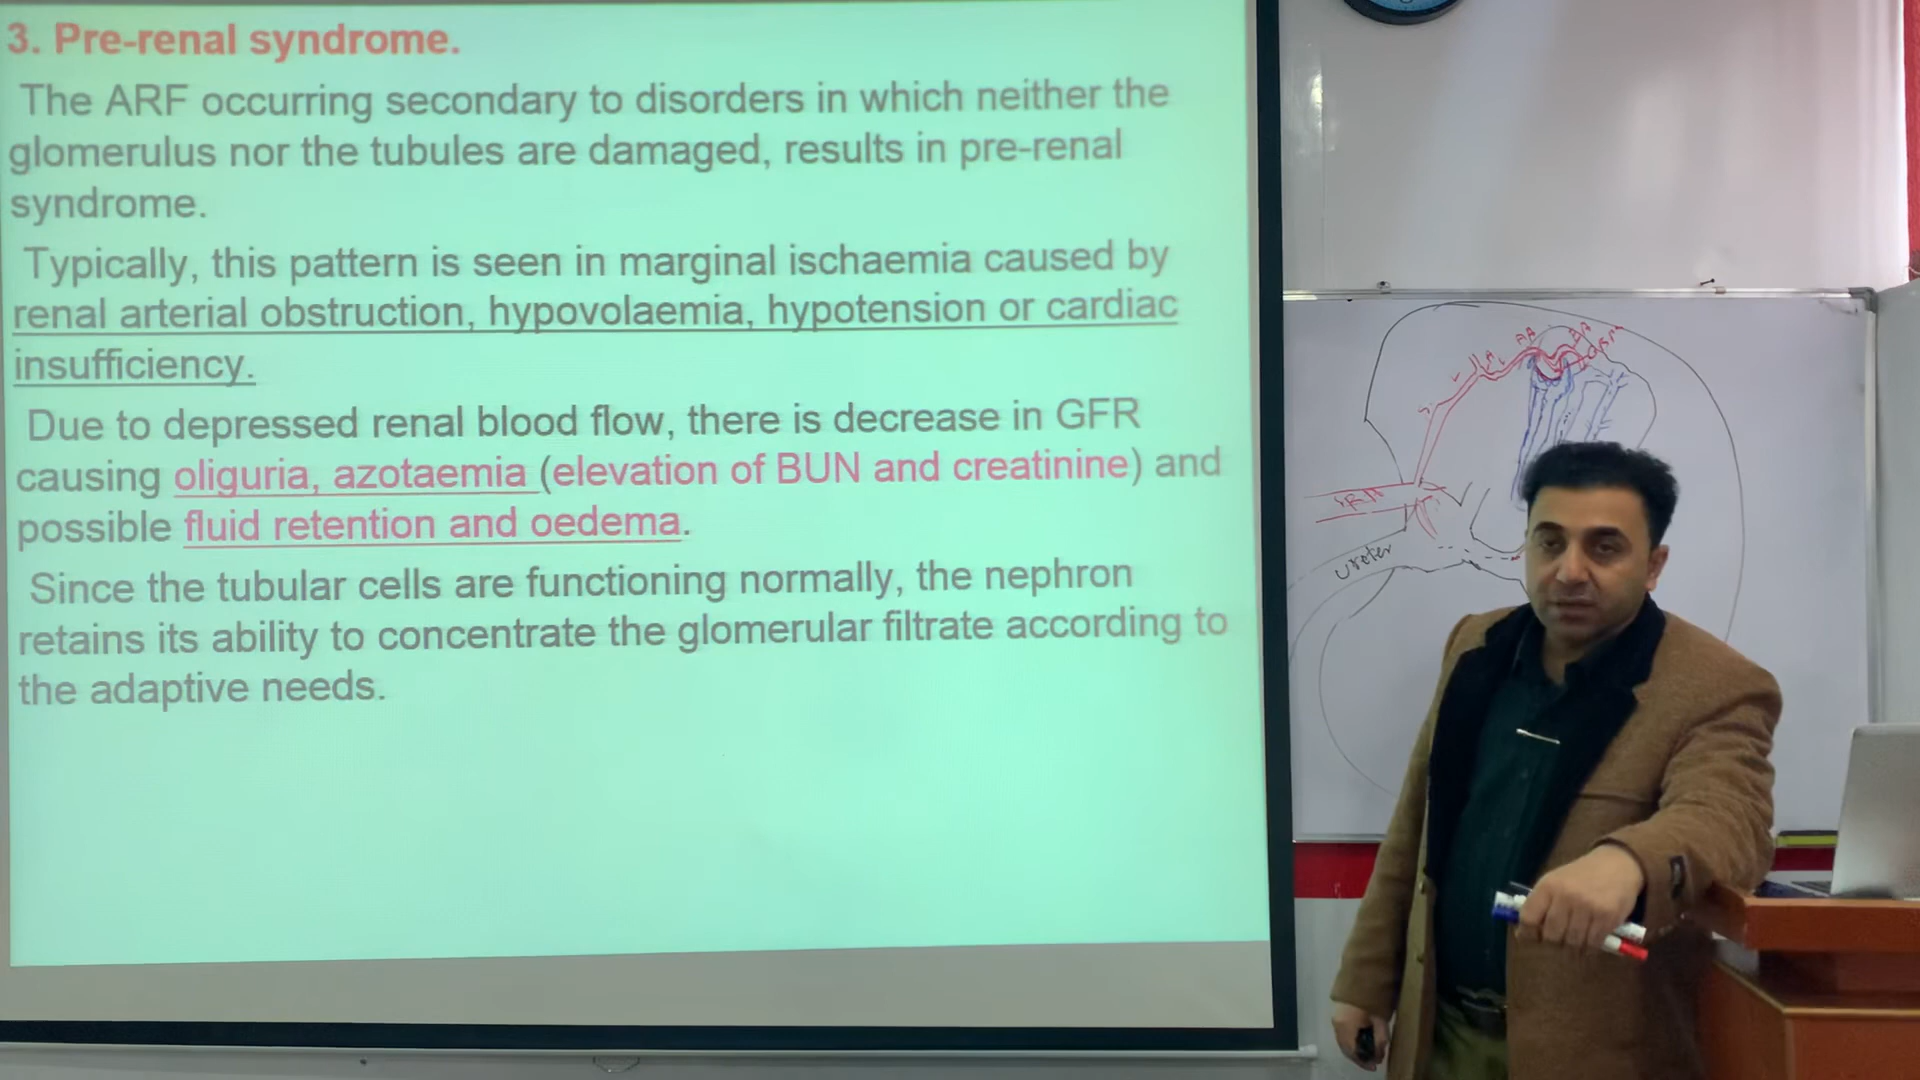 3. Pre-renal syndrome.
The ARF occurring secondary to disorders in which neither the
glomerulus nor the tubules are damaged, results in pre-renal
syndrome.
Typically, this pattern is seen in marginal ischaemia caused by
renal arterial obstruction, hypovolaemia, hypotension or cardiac
insufficiency.
Due to depressed renal blood flow, there is decrease in GFR
causing oliguria, azotaemia (elevation of BUN and creatinine) and
possible fluid retention and oedema.
Since the tubular cells are functioning normally, the nephron
retains its ability to concentrate the glomerular filtrate according to
the adaptive needs.
AA
ureter